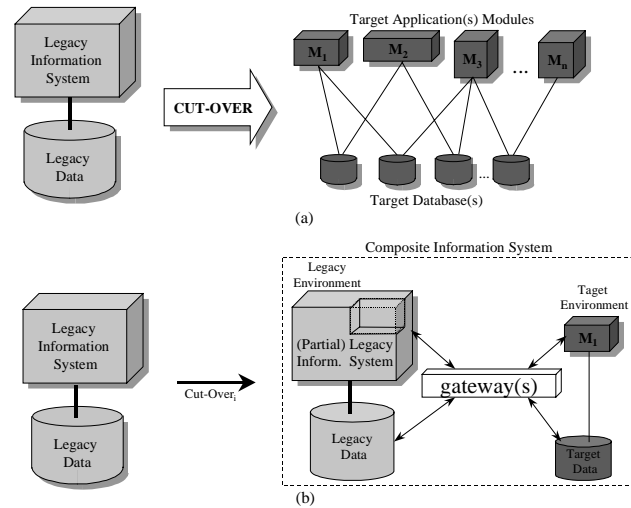 Target Application(s) Modules
Legacy
Information
System
M1
M2
M3
...
Mn
CUT-OVER
Legacy
Data
...
Target Database(s)
(a)
Composite Information System
Legacy
Environment
Taget
Environment
Legacy
Information
System
(Partial) Legacy
Inform. System
M1
gateway(s)
Cut-Overi
Legacy
Data
Legacy
Data
Target
Data
(b)